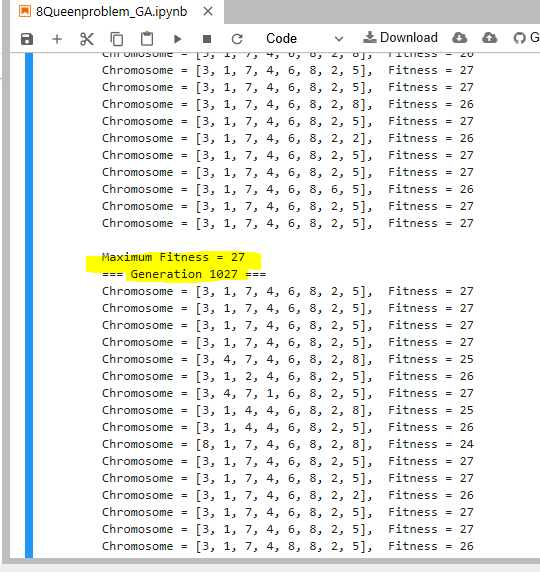 8Queenproblem_GA.ipynb
Code
Download
G
Chromosome = [3, 1, 7, 4, 6, 8, 2, 8], Fitness = 26
Chromosome = [3, 1, 7, 4, 6, 8, 2, 5], Fitness = 27
Chromosome = [3, 1, 7, 4, 6, 8, 2, 5], Fitness = 27
Chromosome = [3, 1, 7, 4, 6, 8, 2, 8], Fitness = 26
Chromosome = [3, 1, 7, 4, 6, 8, 2, 5], Fitness = 27
Chromosome = [3, 1, 7, 4, 6, 8, 2, 2], Fitness = 26
Chromosome = [3, 1, 7, 4, 6, 8, 2, 5], Fitness = 27
Chromosome = [3, 1, 7, 4, 6, 8, 2, 5], Fitness = 27
Chromosome = [3, 1, 7, 4, 6, 8, 6, 5], Fitness = 26
Chromosome = [3, 1, 7, 4, 6, 8, 2, 5], Fitness = 27
Chromosome = [3, 1, 7, 4, 6, 8, 2, 5], Fitness = 27
Maximum Fitness = 27
=== Generation 1027 ===
Chromosome = [3, 1, 7, 4, 6, 8, 2, 5], Fitness = 27
Chromosome = [3, 1, 7, 4, 6, 8, 2, 5], Fitness = 27
Chromosome = [3, 1, 7, 4, 6, 8, 2, 5], Fitness = 27
Chromosome = [3, 1, 7, 4, 6, 8, 2, 5], Fitness = 27
Chromosome = [3, 4, 7, 4, 6, 8, 2, 8], Fitness = 25
Chromosome = [3, 1, 2, 4, 6, 8, 2, 5], Fitness = 26
Chromosome = [3, 4, 7, 1, 6, 8, 2, 5], Fitness = 27
Chromosome = [3, 1, 4, 4, 6, 8, 2, 8], Fitness = 25
Chromosome = [3, 1, 4, 4, 6, 8, 2, 5], Fitness = 26
Chromosome = [8, 1, 7, 4, 6, 8, 2, 8], Fitness = 24
Chromosome = [3, 1, 7, 4, 6, 8, 2, 5], Fitness = 27
Chromosome = [3, 1, 7, 4, 6, 8, 2, 5], Fitness = 27
Chromosome = [3, 1, 7, 4, 6, 8, 2, 2], Fitness = 26
Chromosome = [3, 1, 7, 4, 6, 8, 2, 5], Fitness = 27
Chromosome = [3, 1, 7, 4, 6, 8, 2, 5], Fitness = 27
Chromosome = [3, 1, 7, 4, 8, 8, 2, 5], Fitness = 26